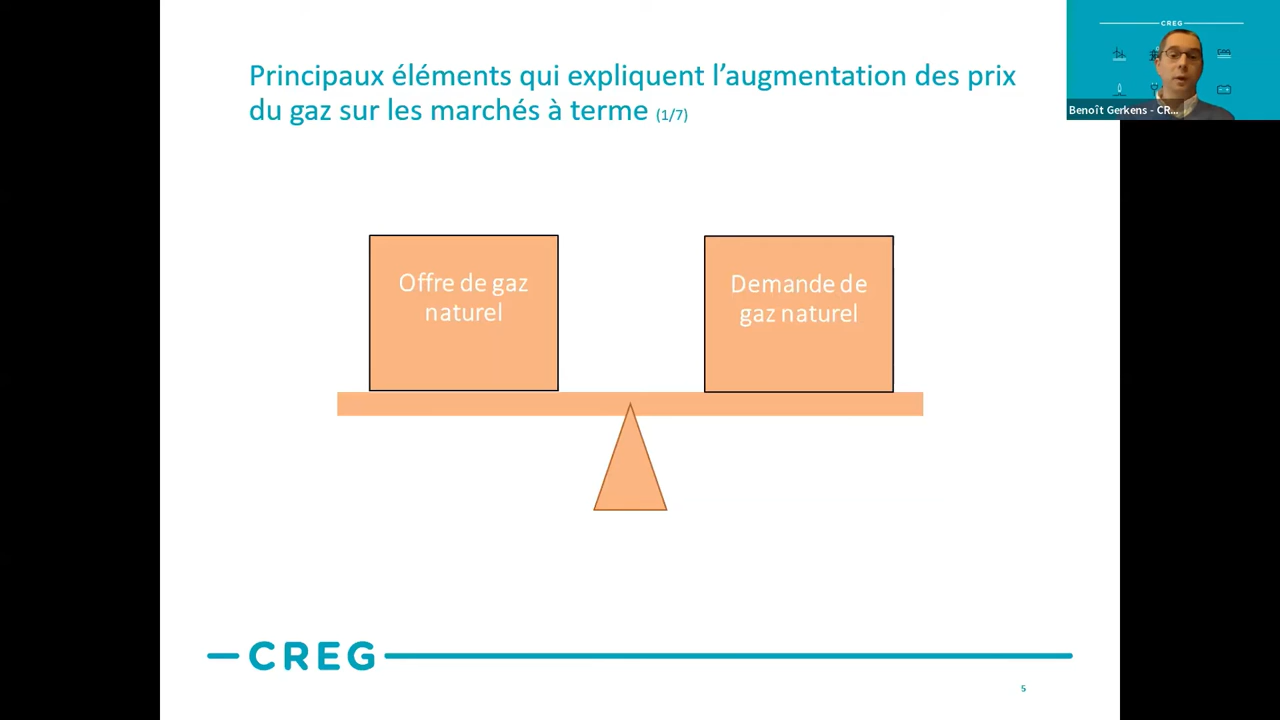 Principaux éléments qui expliquent l’augmentation des prix
du gaz sur les marchés à terme (1/7)
CREG
Benoît Gerkens - CR...
Offre de gaz
naturel
Demande de
gaz naturel
CREG
5